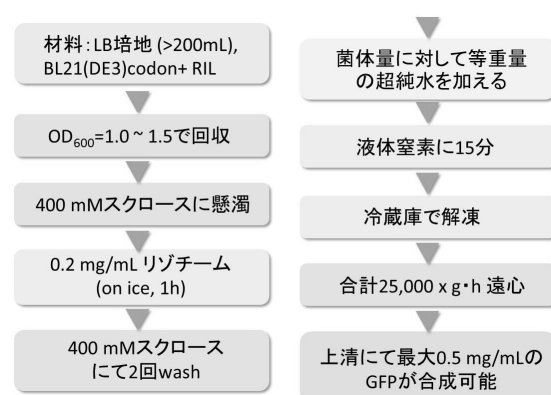 材料：LB培地 (>200mL),
BL21(DE3)codon+ RIL
OD600=1.0 ~ 1.5で回収
400 mMスクロースに懸濁
0.2 mg/mL リゾチーム
(on ice, 1h)
400 mMスクロース
にて2回wash
菌体量に対して等重量
の超純水を加える
液体窒素に15分
冷蔵庫で解凍
合計25,000 x g・h 遠心
上清にて最大0.5 mg/mLの
GFPが合成可能